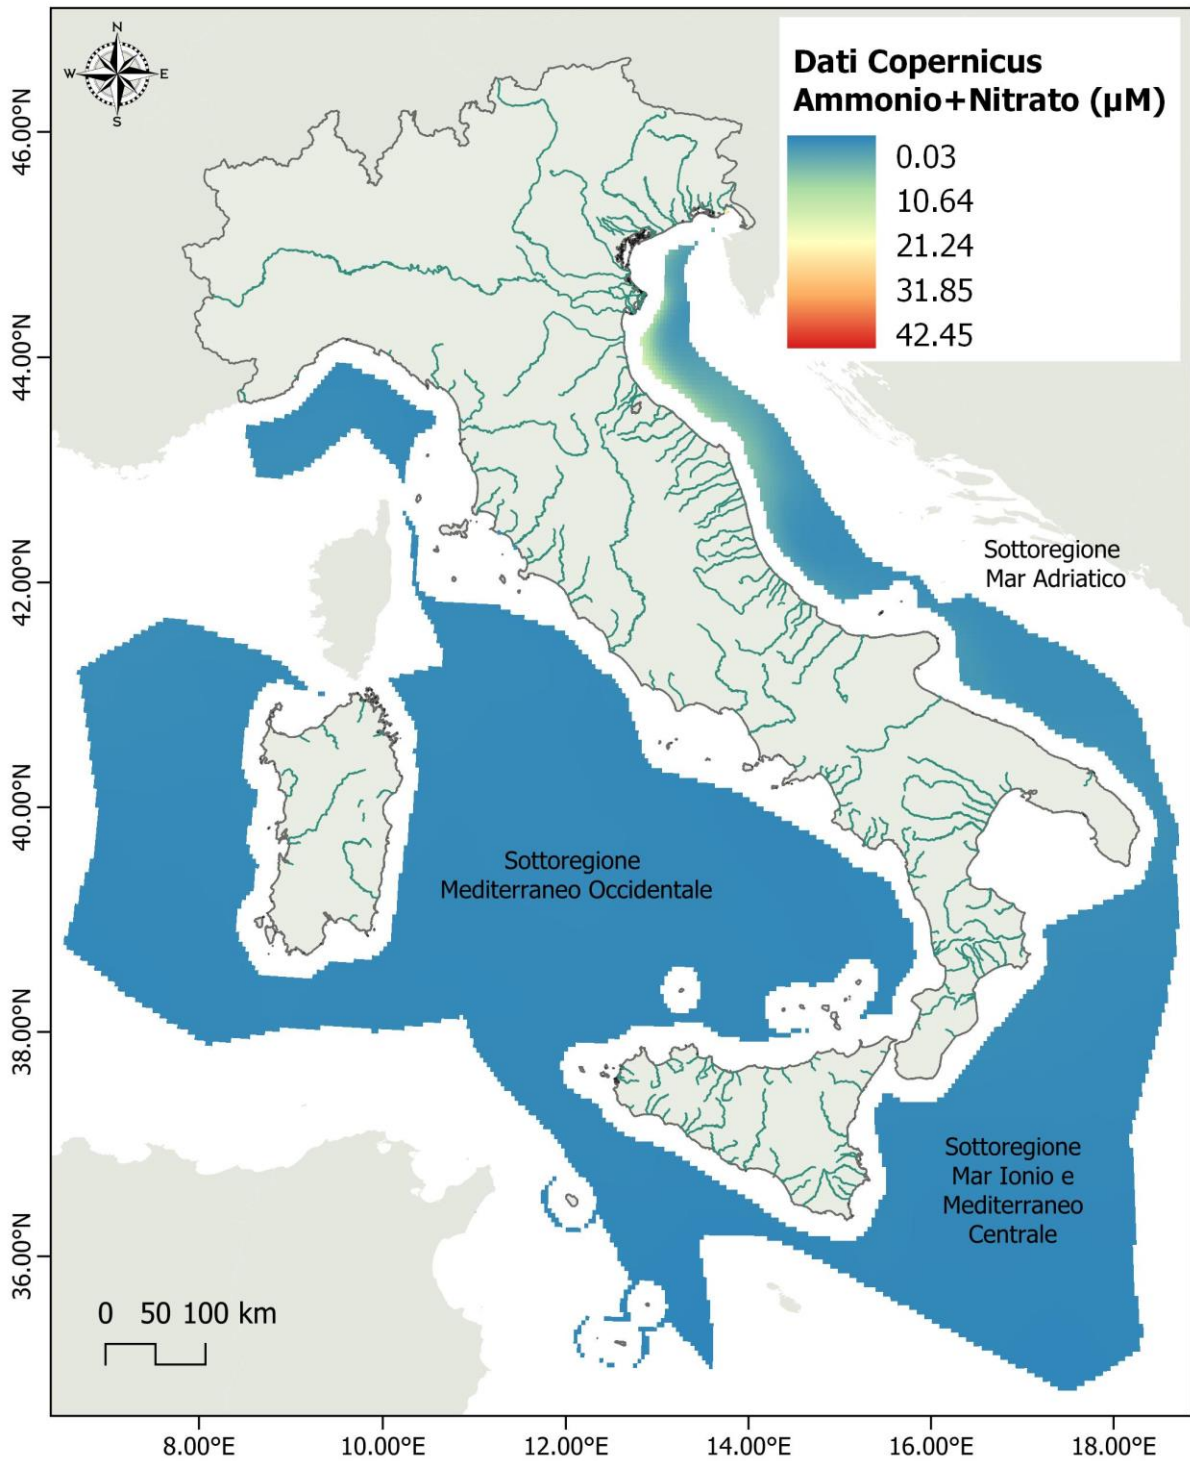 N
W E
S
Dati Copernicus
Ammonio+Nitrato (µM)
0.03
10.64
21.24
31.85
42.45
46.00°N
44.00°N
42.00°N
40.00°N
38.00°N
36.00°N
Sottoregione
Mar Adriatico
Sottoregione
Mediterraneo Occidentale
Sottoregione
Mar Ionio e
Mediterraneo
Centrale
0 50 100 km
8.00°E 10.00°E 12.00°E 14.00°E 16.00°E 18.00°E